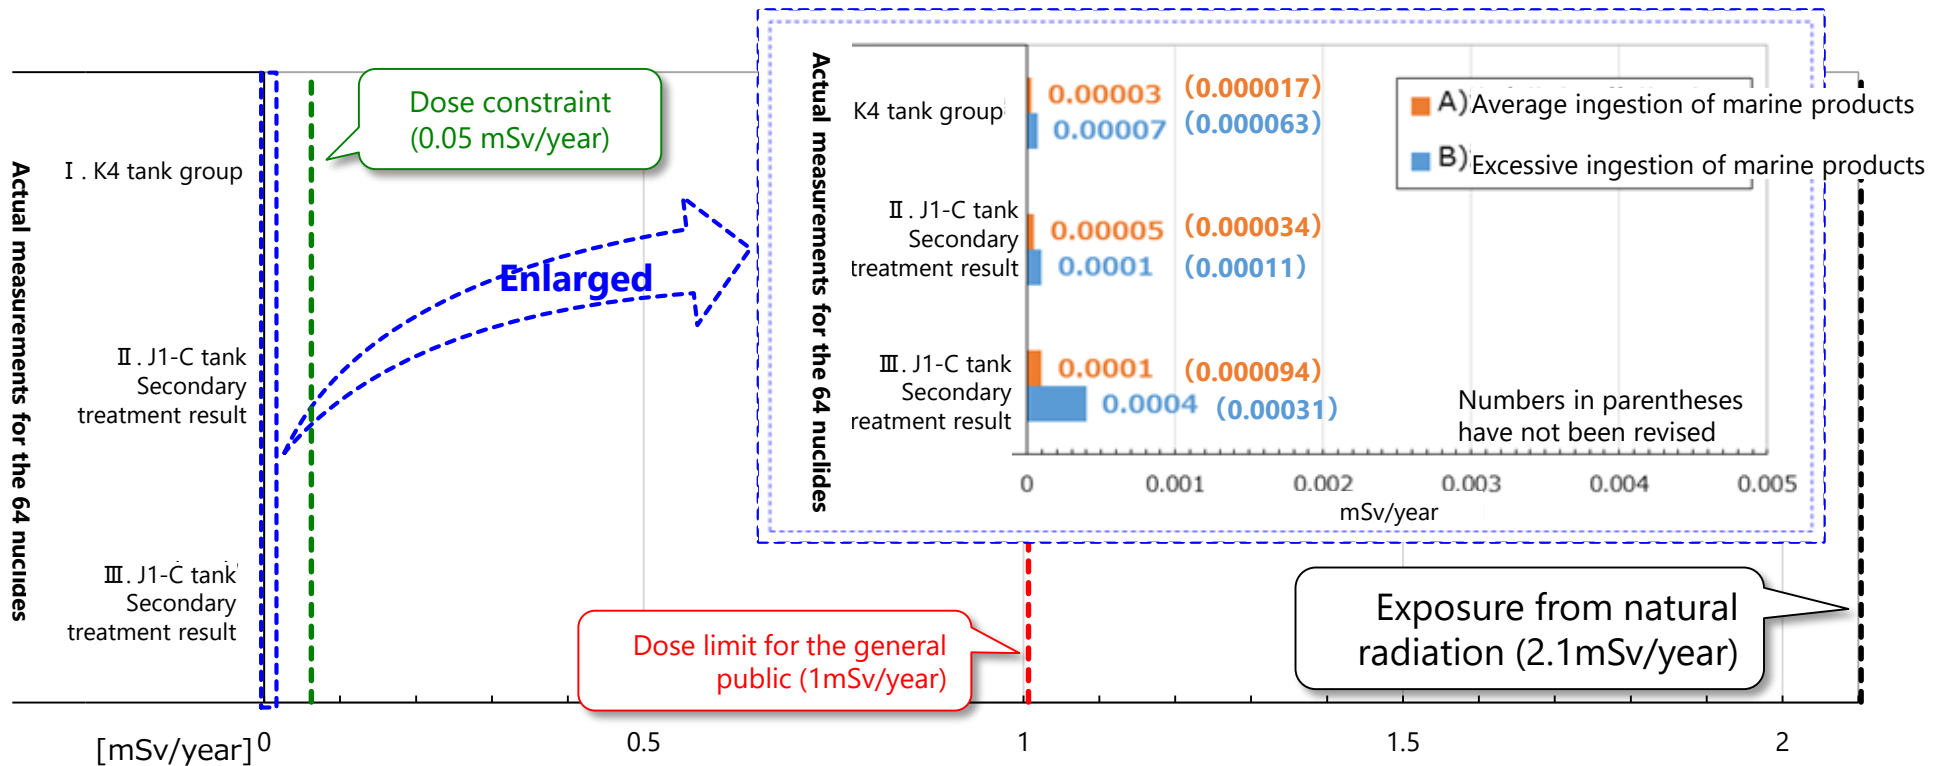 Actual measurements for the 64 nuclides
Ⅰ. K4 tank group
Ⅱ. J1-C tank
Secondary
treatment result
Ⅲ. J1-C tank
Secondary
treatment result
Dose constraint
(0.05 mSv/year)
Enlarged
Actual measurements for the 64 nuclides
K4 tank group
0.00003 (0.000017)
0.00007 (0.000063)
Ⅱ. J1-C tank
Secondary
treatment result
0.00005 (0.000034)
0.0001 (0.00011)
Ⅲ. J1-C tank
Secondary
reatment result
0.0001 (0.000094)
0.0004 (0.00031)
A) Average ingestion of marine products
B) Excessive ingestion of marine products
Numbers in parentheses
have not been revised
0 0.001 0.002 0.003 0.004 0.005
mSv/year
Dose limit for the general
public (1mSv/year)
Exposure from natural
radiation (2.1mSv/year)
[mSv/year] 0 0.5 1 1.5 2